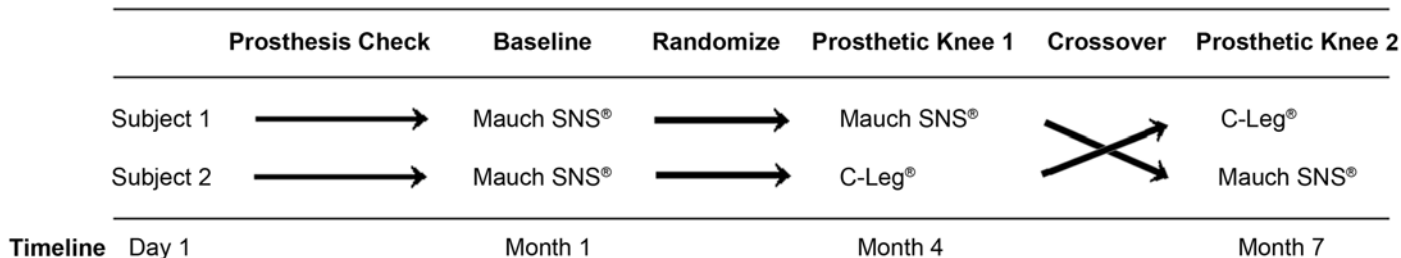 Prosthesis Check Baseline Randomize Prosthetic Knee 1 Crossover Prosthetic Knee 2
Subject 1 Mauch SNS® Mauch SNS® C-Leg®
Subject 2 Mauch SNS® C-Leg® Mauch SNS®
Timeline Day 1 Month 1 Month 4 Month 7